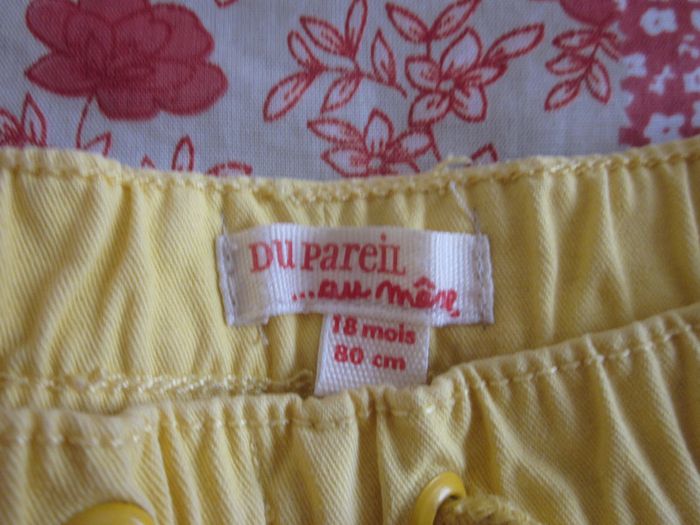 Du Pareil
...au même
18 mois
80 cm